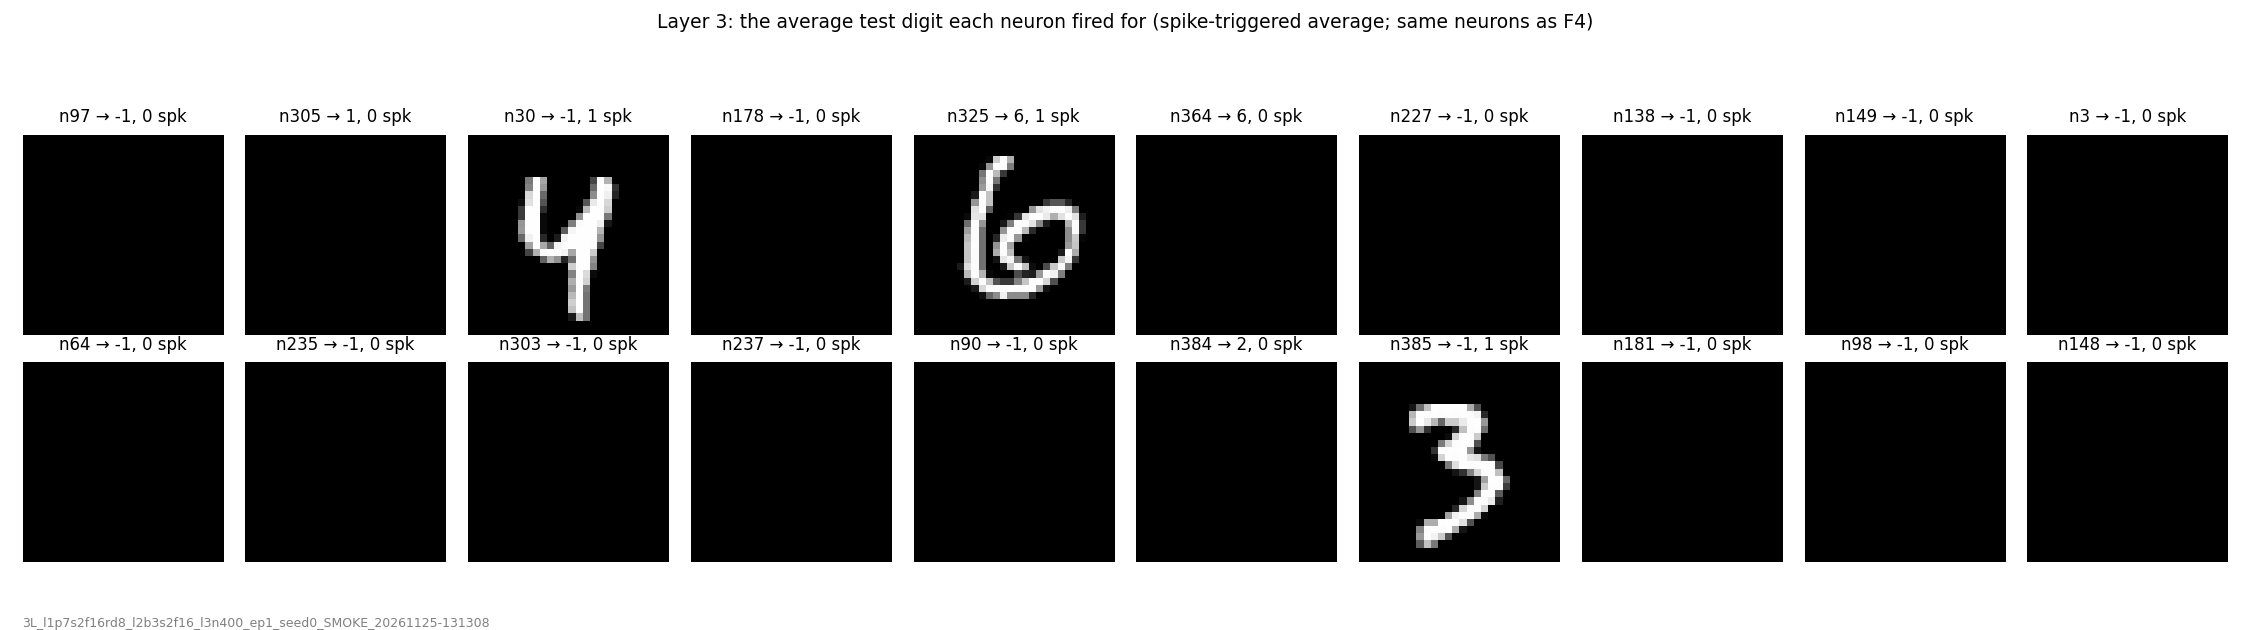 Layer 3: the average test digit each neuron fired for (spike-triggered average; same neurons as F4)
n97 → -1, 0 spk
n305 → 1, 0 spk
n30 → -1, 1 spk
n178 → -1, 0 spk
n325 → 6, 1 spk
n364 → 6, 0 spk
n227 → -1, 0 spk
n138 → -1, 0 spk
n149 → -1, 0 spk
n3 → -1, 0 spk
4
6
n64 → -1, 0 spk
n235 → -1, 0 spk
n303 → -1, 0 spk
n237 → -1, 0 spk
n90 → -1, 0 spk
n384 → 2, 0 spk
n385 → -1, 1 spk
n181 → -1, 0 spk
n98 → -1, 0 spk
n148 → -1, 0 spk
3
3L_l1p7s2f16rd8_l2b3s2f16_l3n400_ep1_seed0_SMOKE_20261125-131308